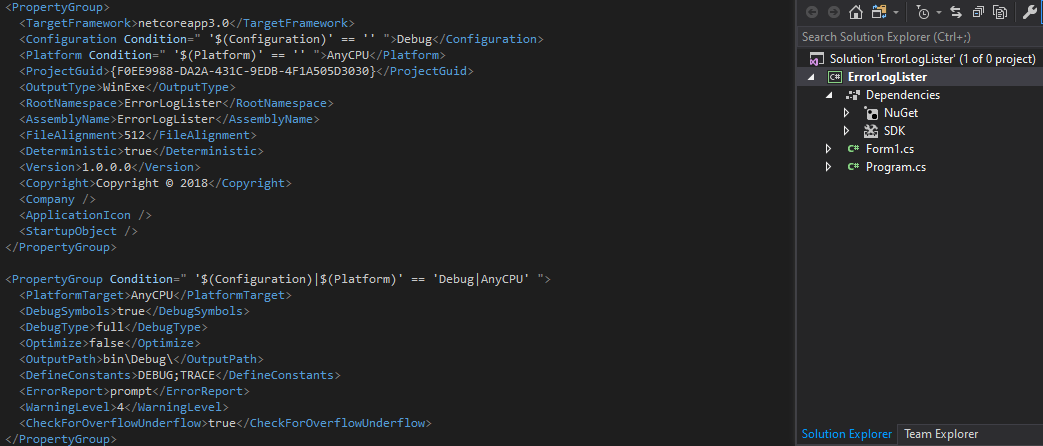 <PropertyGroup>
<TargetFramework>netcoreapp3.0</TargetFramework>
<Configuration Condition=" '$(Configuration)' == '' ">Debug</Configuration>
<Platform Condition=" '$(Platform)' == '' ">AnyCPU</Platform>
<ProjectGuid>{F0EE9988-DA2A-431C-9EDB-4F1A505D3030}</ProjectGuid>
<OutputType>WinExe</OutputType>
<RootNamespace>ErrorLogLister</RootNamespace>
<AssemblyName>ErrorLogLister</AssemblyName>
<FileAlignment>512</FileAlignment>
<Deterministic>true</Deterministic>
<Version>1.0.0.0</Version>
<Copyright>Copyright © 2018</Copyright>
<Company />
<ApplicationIcon />
<StartupObject />
</PropertyGroup>
<PropertyGroup Condition=" '$(Configuration)|$(Platform)' == 'Debug|AnyCPU' ">
<PlatformTarget>AnyCPU</PlatformTarget>
<DebugSymbols>true</DebugSymbols>
<DebugType>full</DebugType>
<Optimize>false</Optimize>
<OutputPath>bin\Debug\</OutputPath>
<DefineConstants>DEBUG;TRACE</DefineConstants>
<ErrorReport>prompt</ErrorReport>
<WarningLevel>4</WarningLevel>
<CheckForOverflowUnderflow>true</CheckForOverflowUnderflow>
</PropertyGroup>
Search Solution Explorer (Ctrl+;)
Solution 'ErrorLogLister' (1 of 0 project)
C# ErrorLogLister
Dependencies
NuGet
SDK
C# Form1.cs
C# Program.cs
Solution Explorer Team Explorer